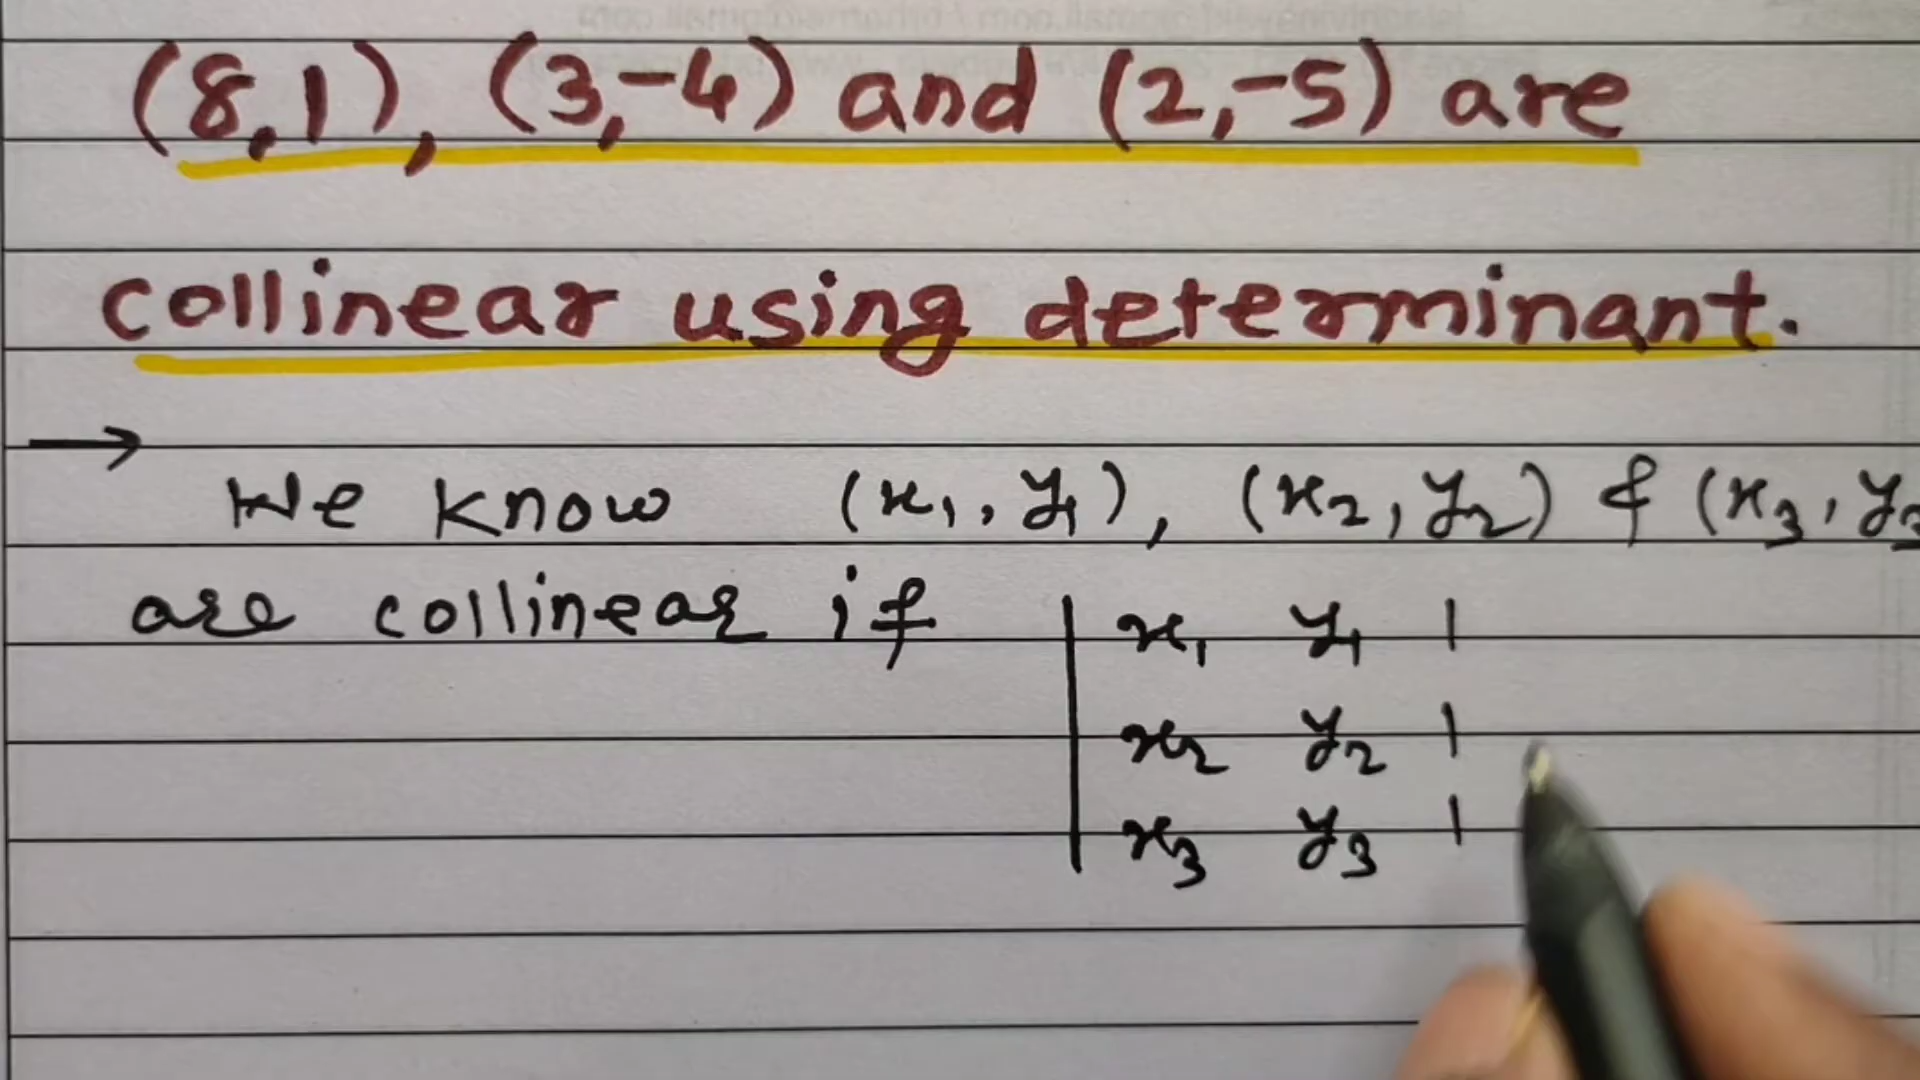 (8,1), (3,-4) and (2,-5) are
collinear using determinant.
→
We know (x₁, y₁), (x₂, y₂) & (x₃, y₃
are collinear if | x₁ y₁ 1
x₂ y₂ 1
x₃ y₃ 1